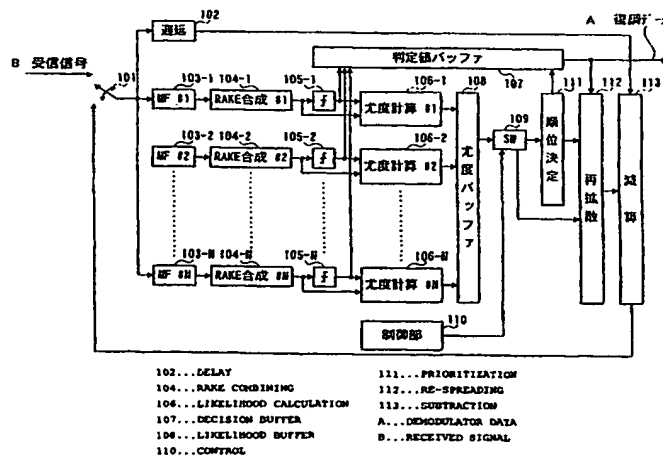 A 復調データ
102
遅延
B 受信信号
判定値バッファ
101
103-1 104-1 105-1 106-1 107 108 111 112 113
MF #1 RAKE合成 #1 尤度計算 #1
103-2 104-2 105-2 106-2 109
MF #2 RAKE合成 #2 尤度計算 #2
尤度バッファ
SW
順位決定
再拡散
減算
103-N 104-N 105-N 106-N
MF #N RAKE合成 #N 尤度計算 #N
110
制御部
102...DELAY
104...RAKE COMBINING
106...LIKELIHOOD CALCULATION
107...DECISION BUFFER
108...LIKELIHOOD BUFFER
110...CONTROL
111...PRIORITIZATION
112...RE-SPREADING
113...SUBTRACTION
A...DEMODULATOR DATA
B...RECEIVED SIGNAL